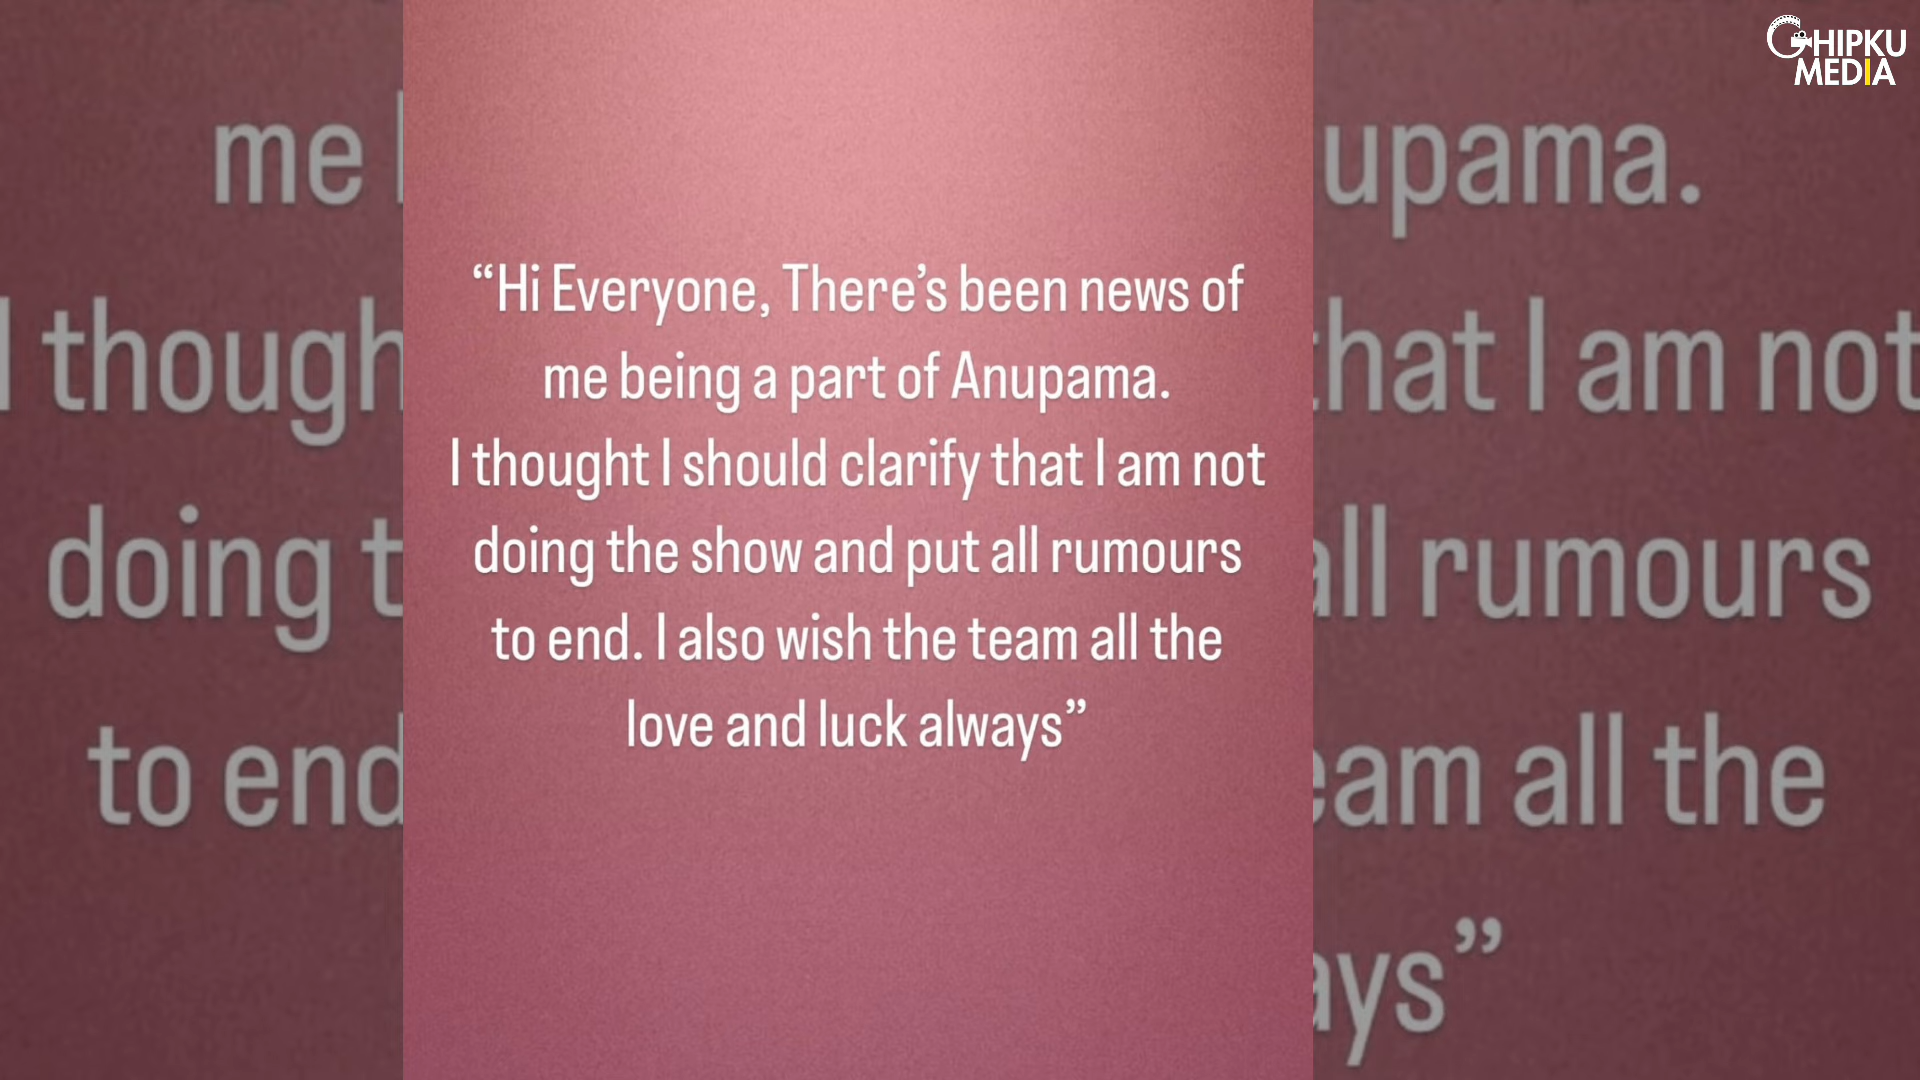 GHIPKU
MEDIA
“Hi Everyone, There’s been news of
me being a part of Anupama.
I thought I should clarify that I am not
doing the show and put all rumours
to end. I also wish the team all the
love and luck always”